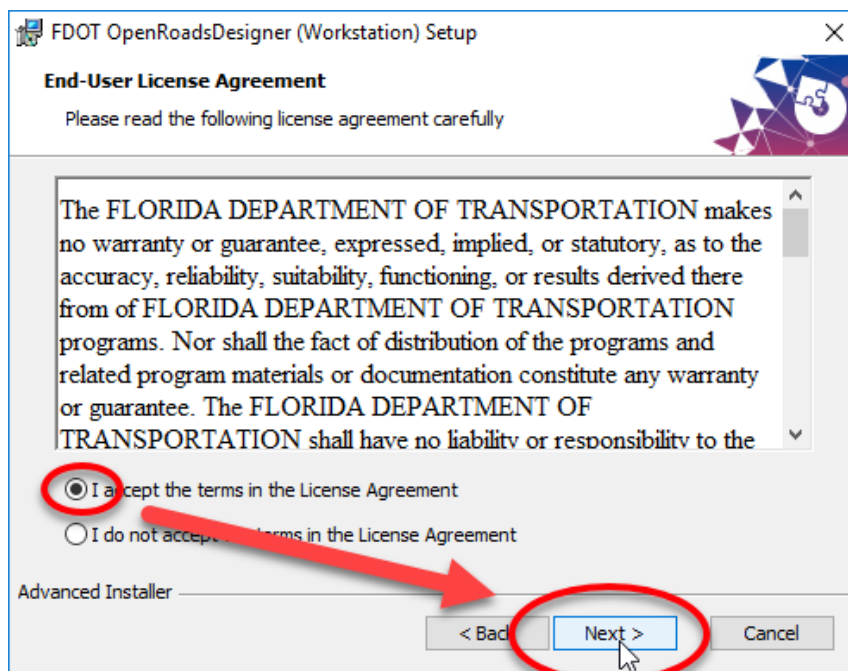 FDOT OpenRoadsDesigner (Workstation) Setup
End-User License Agreement
Please read the following license agreement carefully
The FLORIDA DEPARTMENT OF TRANSPORTATION makes
no warranty or guarantee, expressed, implied, or statutory, as to the
accuracy, reliability, suitability, functioning, or results derived there
from of FLORIDA DEPARTMENT OF TRANSPORTATION
programs. Nor shall the fact of distribution of the programs and
related program materials or documentation constitute any warranty
or guarantee. The FLORIDA DEPARTMENT OF
TRANSPORTATION shall have no liability or responsibility to the
I accept the terms in the License Agreement
I do not accept the terms in the License Agreement
Advanced Installer
< Back Next > Cancel